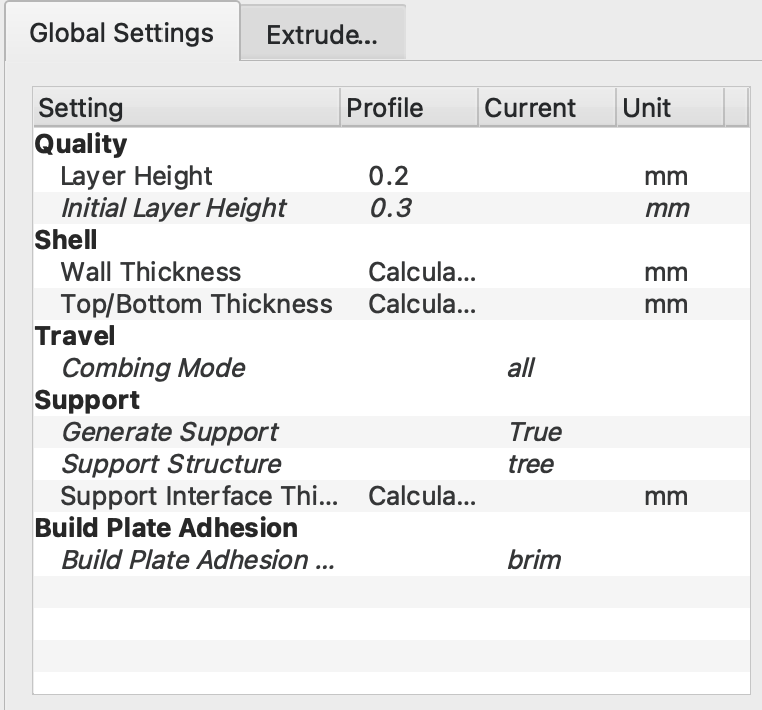 Global Settings Extrude...
Setting Profile Current Unit
Quality
Layer Height 0.2 mm
Initial Layer Height 0.3 mm
Shell
Wall Thickness Calcula... mm
Top/Bottom Thickness Calcula... mm
Travel
Combing Mode all
Support
Generate Support True
Support Structure tree
Support Interface Thi... Calcula... mm
Build Plate Adhesion
Build Plate Adhesion ... brim